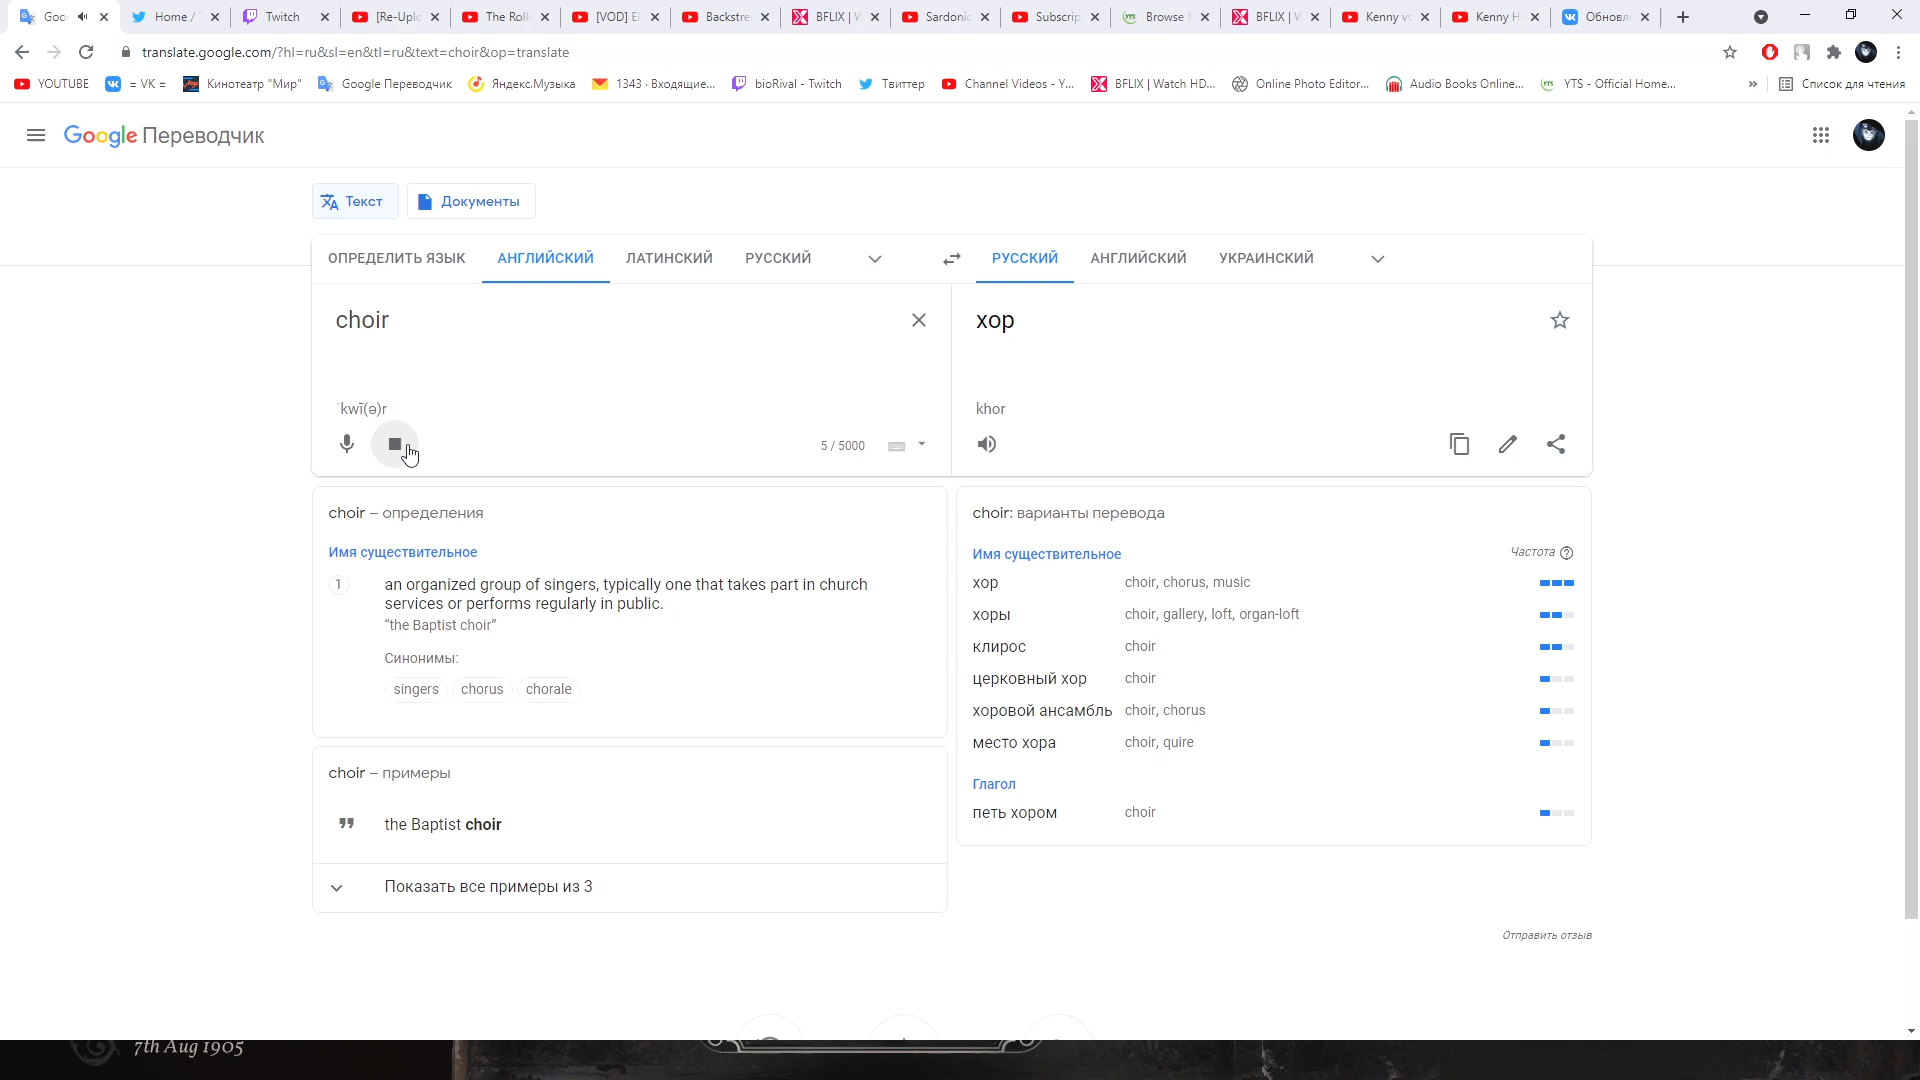 Goo
Home / T
Twitch
[Re-Uplo
The Rolli
[VOD] El
Backstre
BFLIX | W
Sardonic
Subscrip
Browse
BFLIX | W
Kenny vs
Kenny H
Обновле
translate.google.com/?hl=ru&sl=en&tl=ru&text=choir&op=translate
YOUTUBE
= VK =
Кинотеатр "Мир"
Google Переводчик
Яндекс.Музыка
1343 · Входящие...
bioRival - Twitch
Твиттер
Channel Videos - Y...
BFLIX | Watch HD...
Online Photo Editor...
Audio Books Online...
YTS - Official Home...
»
Список для чтения
Google Переводчик
Текст
Документы
ОПРЕДЕЛИТЬ ЯЗЫК
АНГЛИЙСКИЙ
ЛАТИНСКИЙ
РУССКИЙ
РУССКИЙ
АНГЛИЙСКИЙ
УКРАИНСКИЙ
choir
хор
ˈkwī(ə)r
khor
5 / 5000
choir – определения
Имя существительное
1
an organized group of singers, typically one that takes part in church
services or performs regularly in public.
“the Baptist choir”
Синонимы:
singers
chorus
chorale
choir – примеры
the Baptist choir
Показать все примеры из 3
choir: варианты перевода
Имя существительное
Частота
хор choir, chorus, music
хоры choir, gallery, loft, organ-loft
клирос choir
церковный хор choir
хоровой ансамбль choir, chorus
место хора choir, quire
Глагол
петь хором choir
Отправить отзыв
7th Aug 1905